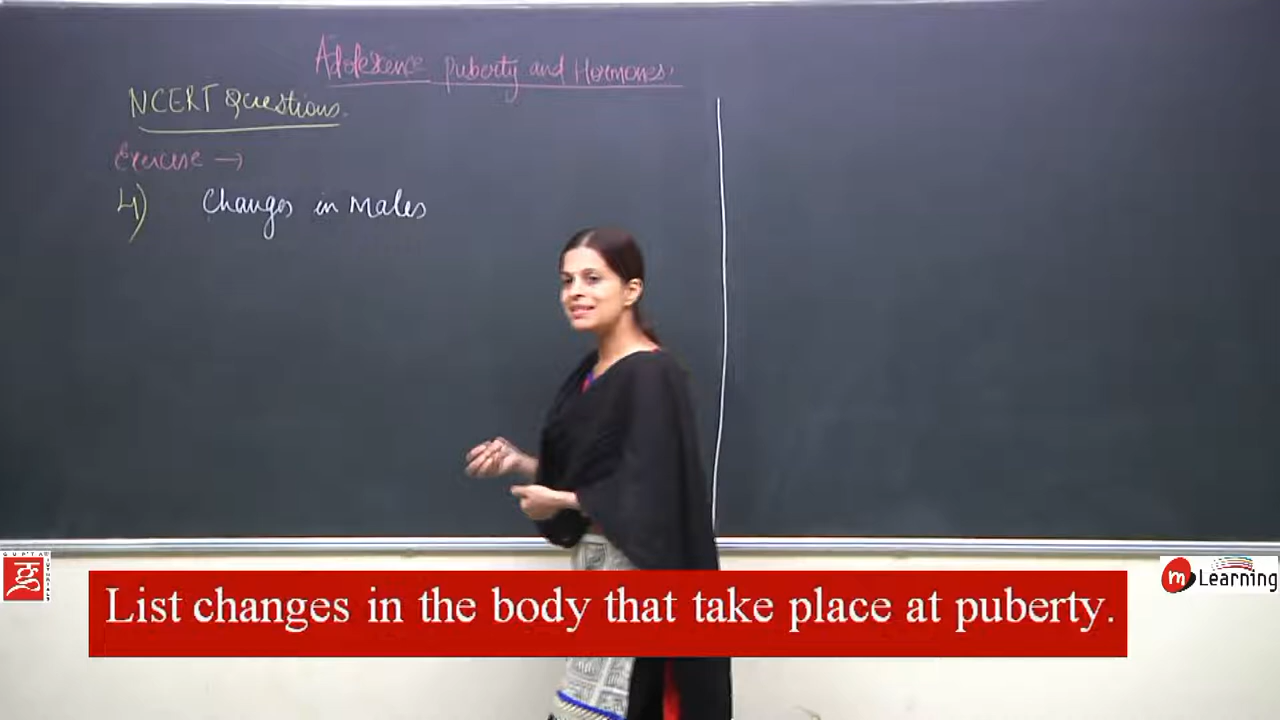 Adolescence puberty and Hormones.
NCERT Questions.
Exercise →
4) Changes in Males
GUPTA
m Learning
List changes in the body that take place at puberty.